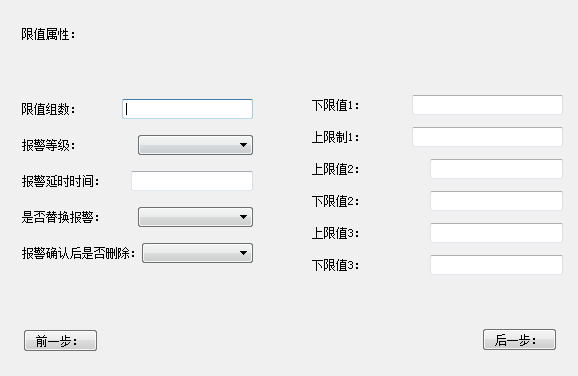 限值属性：
限值组数：
报警等级：
报警延时时间：
是否替换报警：
报警确认后是否删除：
下限值1：
上限制1：
上限值2：
下限值2：
上限值3：
下限值3：
前一步：
后一步：